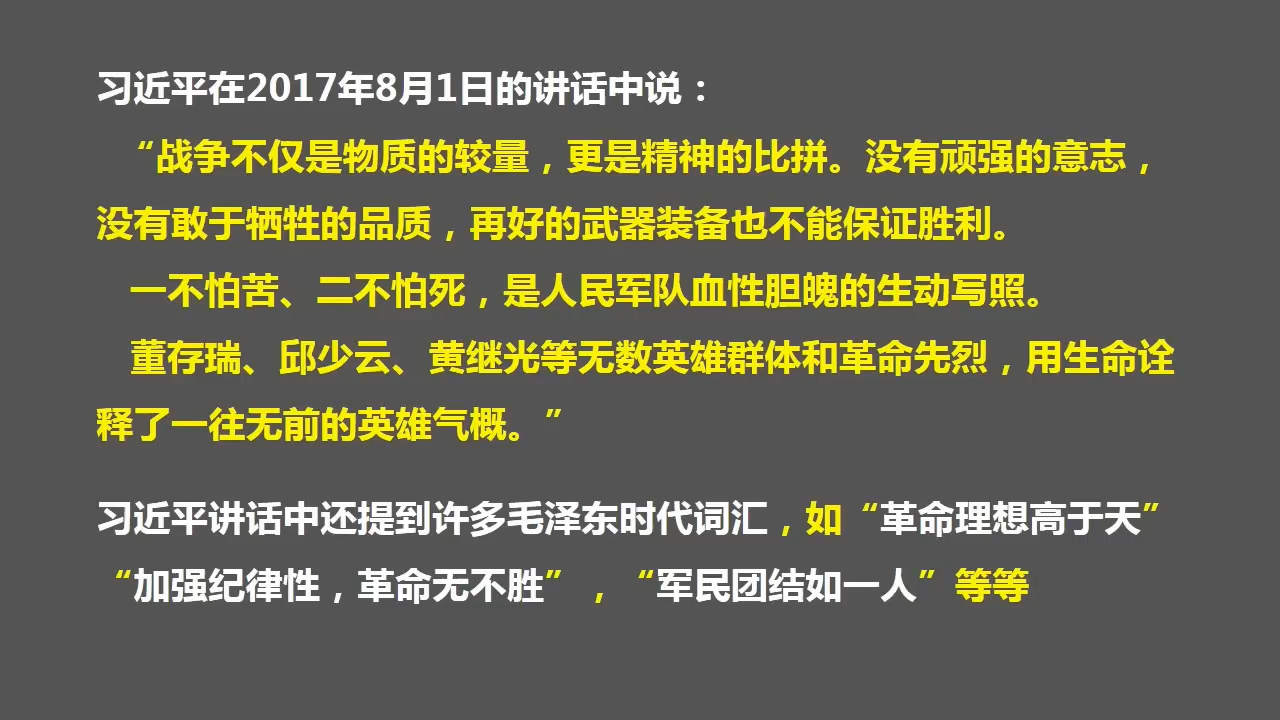 习近平在2017年8月1日的讲话中说：
“战争不仅是物质的较量，更是精神的比拼。没有顽强的意志，
没有敢于牺牲的品质，再好的武器装备也不能保证胜利。
一不怕苦、二不怕死，是人民军队血性胆魄的生动写照。
董存瑞、邱少云、黄继光等无数英雄群体和革命先烈，用生命诠
释了一往无前的英雄气概。”
习近平讲话中还提到许多毛泽东时代词汇，如“革命理想高于天”
“加强纪律性，革命无不胜”，“军民团结如一人”等等